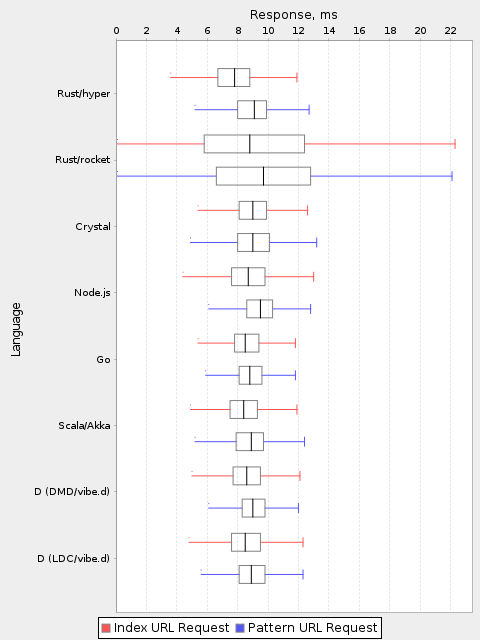 Response, ms
0 2 4 6 8 10 12 14 16 18 20 22
Rust/hyper
Rust/rocket
Crystal
Node.js
Language
Go
Scala/Akka
D (DMD/vibe.d)
D (LDC/vibe.d)
Index URL Request Pattern URL Request